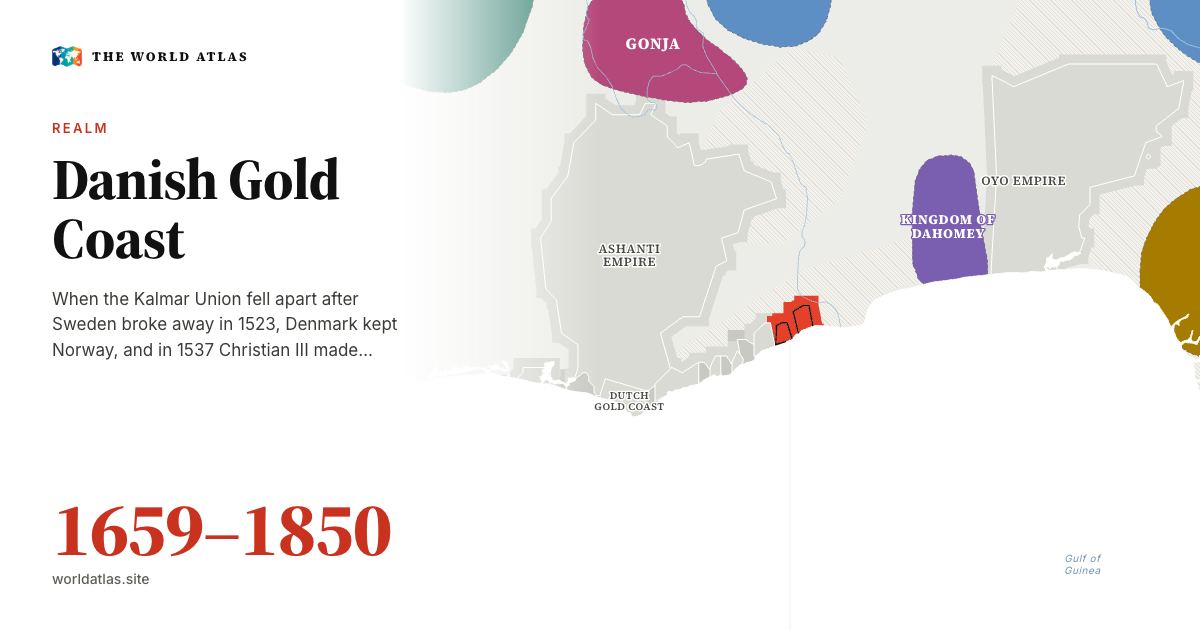 THE WORLD ATLAS
REALM
Danish Gold
Coast
When the Kalmar Union fell apart after
Sweden broke away in 1523, Denmark kept
Norway, and in 1537 Christian III made...
1659–1850
worldatlas.site
GONJA
OYO EMPIRE
KINGDOM OF
DAHOMEY
ASHANTI
EMPIRE
DUTCH
GOLD COAST
Gulf of
Guinea